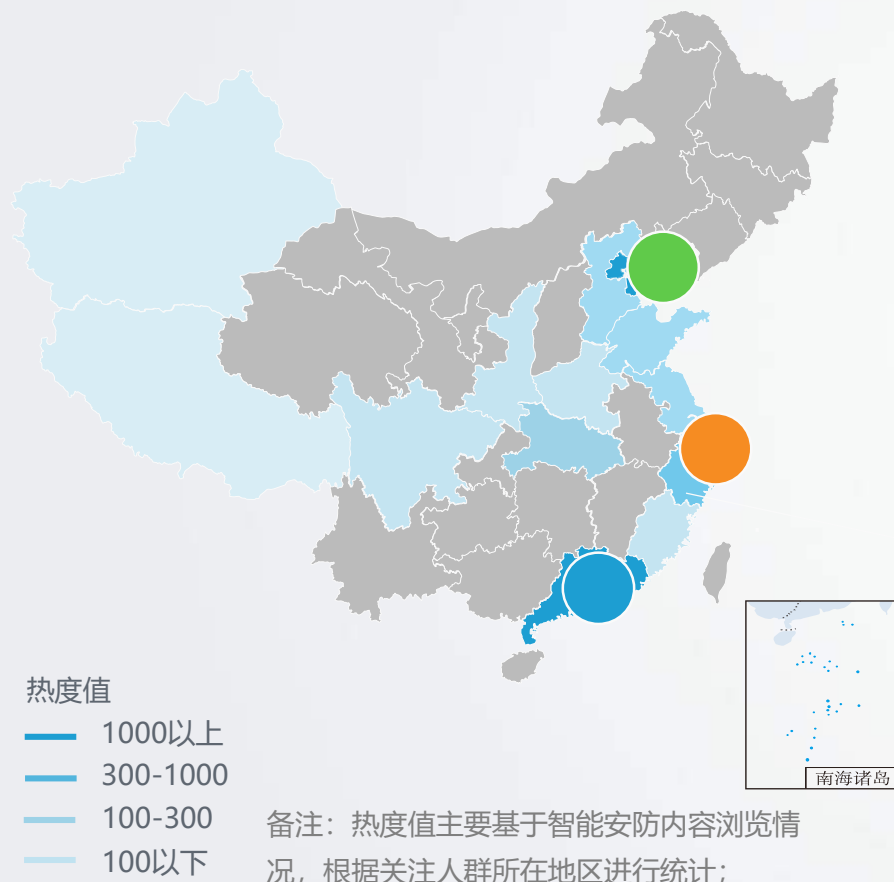 热度值
1000以上
300-1000
100-300
100以下
备注：热度值主要基于智能安防内容浏览情
况，根据关注人群所在地区进行统计；
南海诸岛